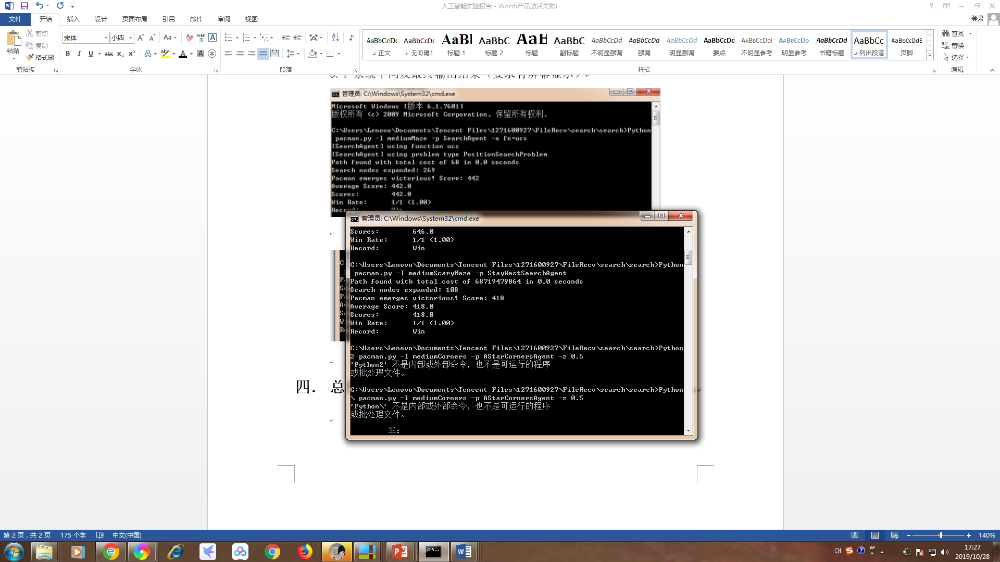 人工智能实验报告 - Word(产品激活失败)
文件 开始 插入 设计 页面布局 引用 邮件 审阅 视图 登录
剪切
复制
格式刷
粘贴
剪贴板
宋体 小四
字体
段落
AaBbCcDc AaBbCcDc AaBl AaBbC AaB AaBbC AaBbCcDd AaBbCcDd AaBbCcDd AaBbCcDd AaBbCcDd AaBbCcDd AaBbCcDd AaBbCc AaBbCcDdE
正文 无间隔1 标题 1 标题 2 标题 副标题 不明显强调 强调 明显强调 要点 不明显参考 明显参考 书籍标题 列出段落 页脚
样式
查找
替换
选择
编辑
管理员: C:\Windows\System32\cmd.exe
Microsoft Windows [版本 6.1.7601]
版权所有 (c) 2009 Microsoft Corporation。保留所有权利。
C:\Users\Lenovo\Documents\Tencent Files\1271600927\FileRecv\search\search>Python
pacman.py -l mediumMaze -p SearchAgent -a fn=ucs
[SearchAgent] using function ucs
[SearchAgent] using problem type PositionSearchProblem
Path found with total cost of 68 in 0.0 seconds
Search nodes expanded: 269
Pacman emerges victorious! Score: 442
Average Score: 442.0
Scores: 442.0
Win Rate: 1/1 (1.00)
Record: Win
管理员: C:\Windows\System32\cmd.exe
Scores: 646.0
Win Rate: 1/1 (1.00)
Record: Win
C:\Users\Lenovo\Documents\Tencent Files\1271600927\FileRecv\search\search>Python
pacman.py -l mediumScaryMaze -p StayWestSearchAgent
Path found with total cost of 68719479864 in 0.0 seconds
Search nodes expanded: 108
Pacman emerges victorious! Score: 418
Average Score: 418.0
Scores: 418.0
Win Rate: 1/1 (1.00)
Record: Win
C:\Users\Lenovo\Documents\Tencent Files\1271600927\FileRecv\search\search>Python
2 pacman.py -l mediumCorners -p AStarCornersAgent -z 0.5
'Python2' 不是内部或外部命令，也不是可运行的程序
或批处理文件。
C:\Users\Lenovo\Documents\Tencent Files\1271600927\FileRecv\search\search>Python
\ pacman.py -l mediumCorners -p AStarCornersAgent -z 0.5
'Python\' 不是内部或外部命令，也不是可运行的程序
或批处理文件。
半:
四. 总
第 2 页，共 2 页 175 个字 中文(中国) 140%
CH
17:27
2019/10/28